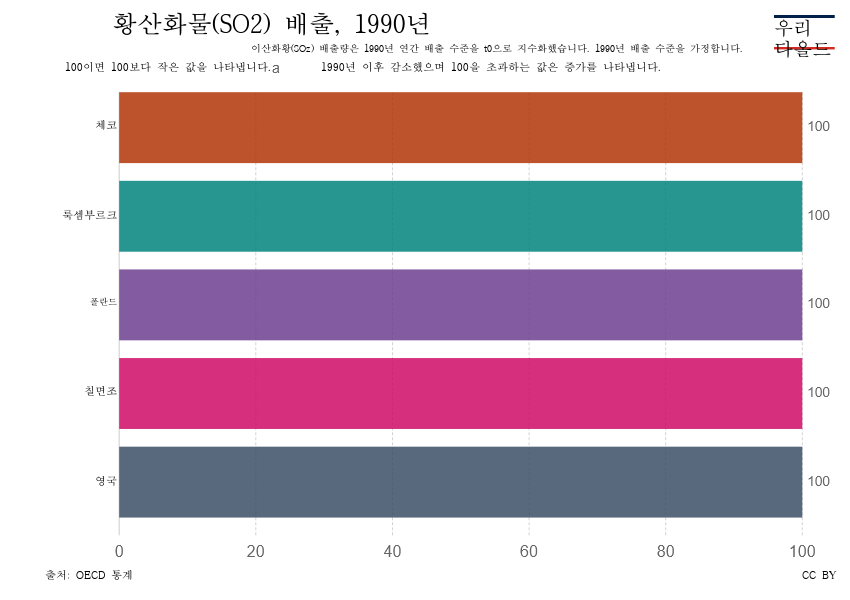 황산화물(SO2) 배출, 1990년
우리
다올드
이산화황(SO₂) 배출량은 1990년 연간 배출 수준을 t0으로 지수화했습니다. 1990년 배출 수준을 가정합니다.
100이면 100보다 작은 값을 나타냅니다.a 1990년 이후 감소했으며 100을 초과하는 값은 증가를 나타냅니다.
체코 100
룩셈부르크 100
폴란드 100
칠면조 100
영국 100
0 20 40 60 80 100
출처: OECD 통계 CC BY